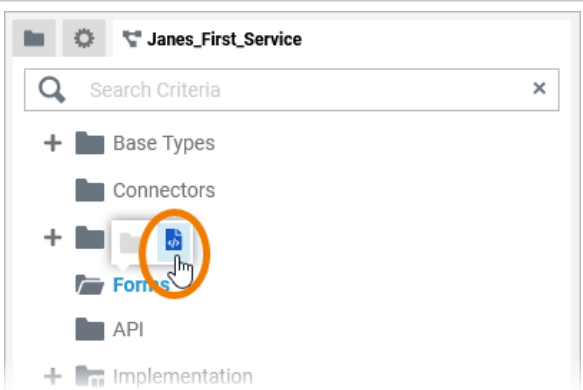 Janes_First_Service
Search Criteria
Base Types
Connectors
Forms
API
Implementation